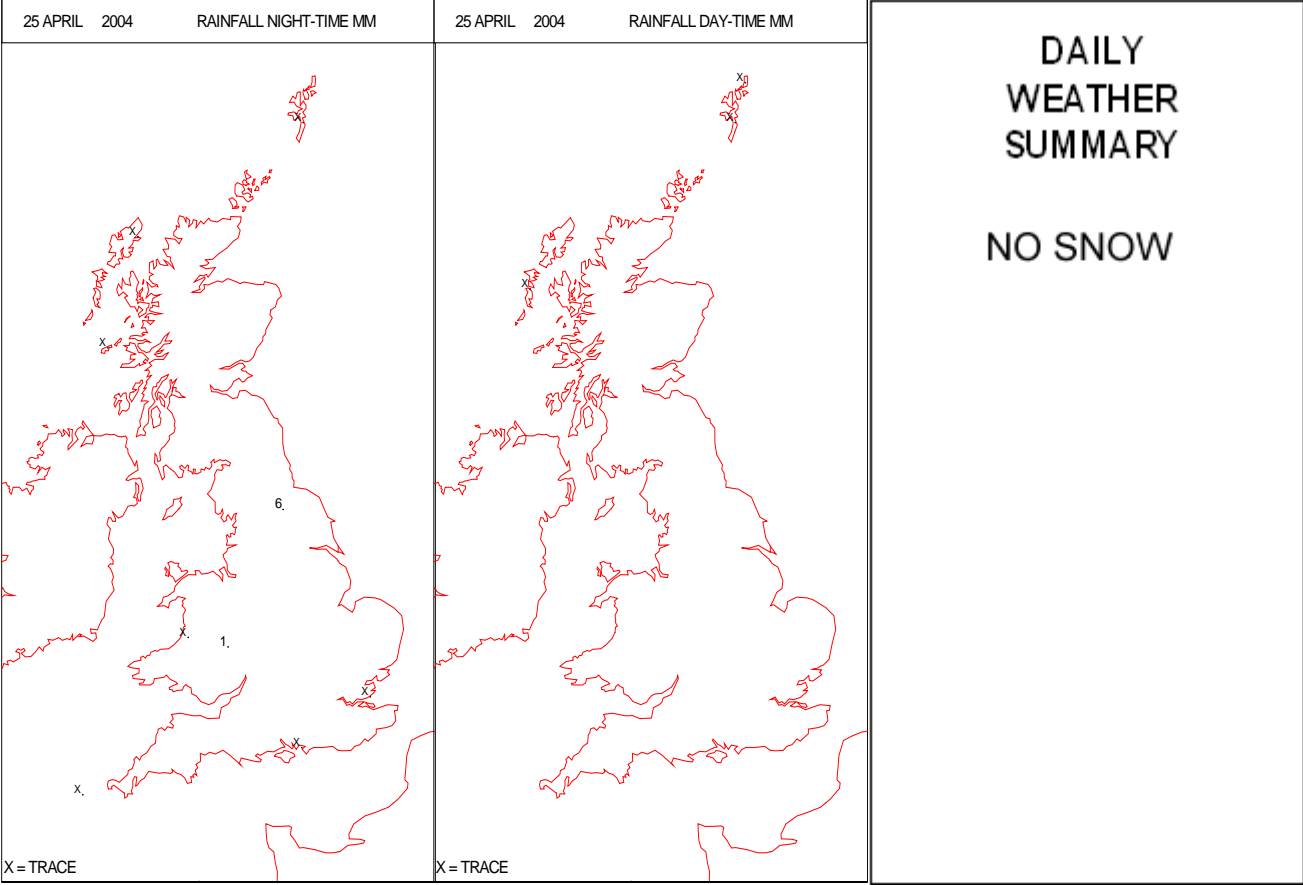 25 APRIL 2004 RAINFALL NIGHT-TIME MM
X
X
X
6
X
1
X
X
X
X = TRACE
25 APRIL 2004 RAINFALL DAY-TIME MM
X
X
X
X = TRACE
DAILY
WEATHER
SUMMARY
NO SNOW